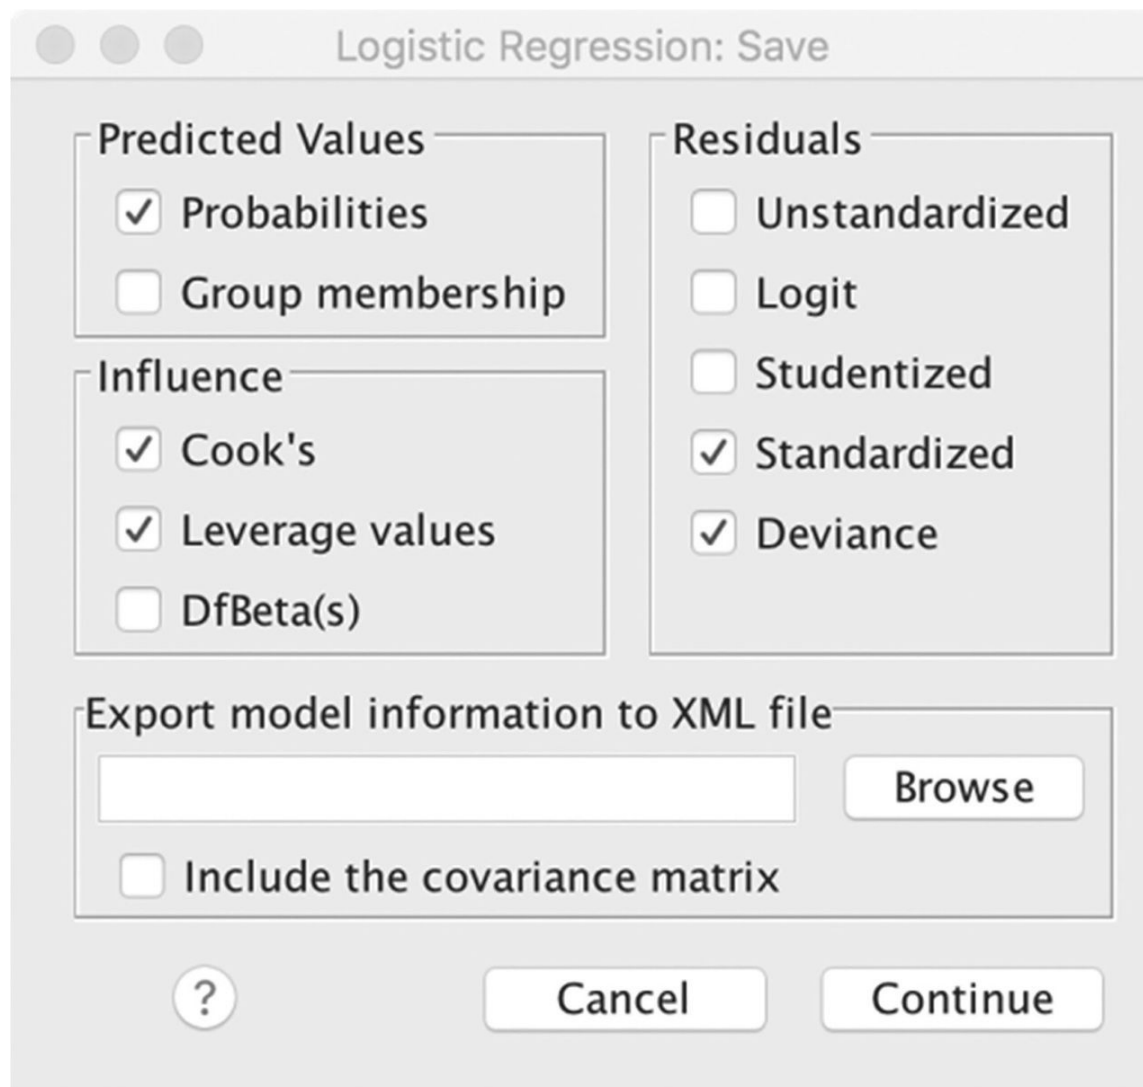 Logistic Regression: Save
Predicted Values
Probabilities
Group membership
Influence
Cook's
Leverage values
DfBeta(s)
Residuals
Unstandardized
Logit
Studentized
Standardized
Deviance
Export model information to XML file
Browse
Include the covariance matrix
?
Cancel
Continue